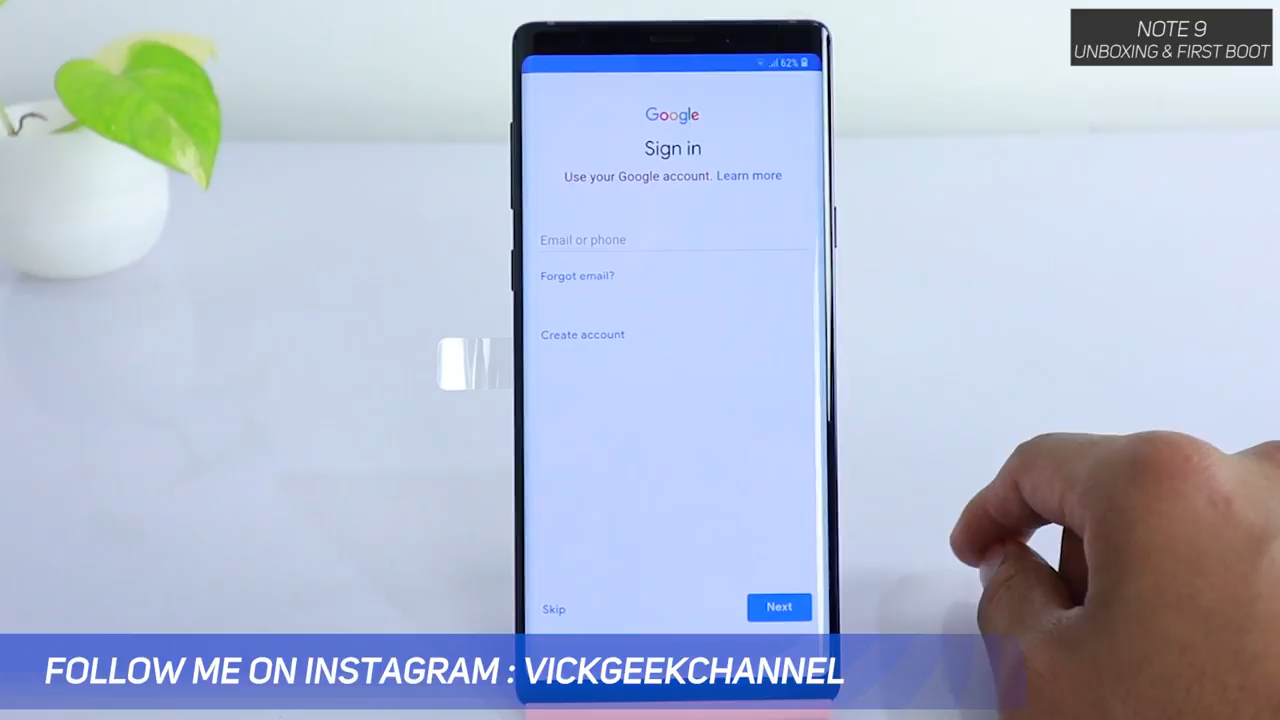 NOTE 9
UNBOXING & FIRST BOOT
62%
Google
Sign in
Use your Google account. Learn more
Email or phone
Forgot email?
Create account
Skip
Next
FOLLOW ME ON INSTAGRAM : VICKGEEKCHANNEL